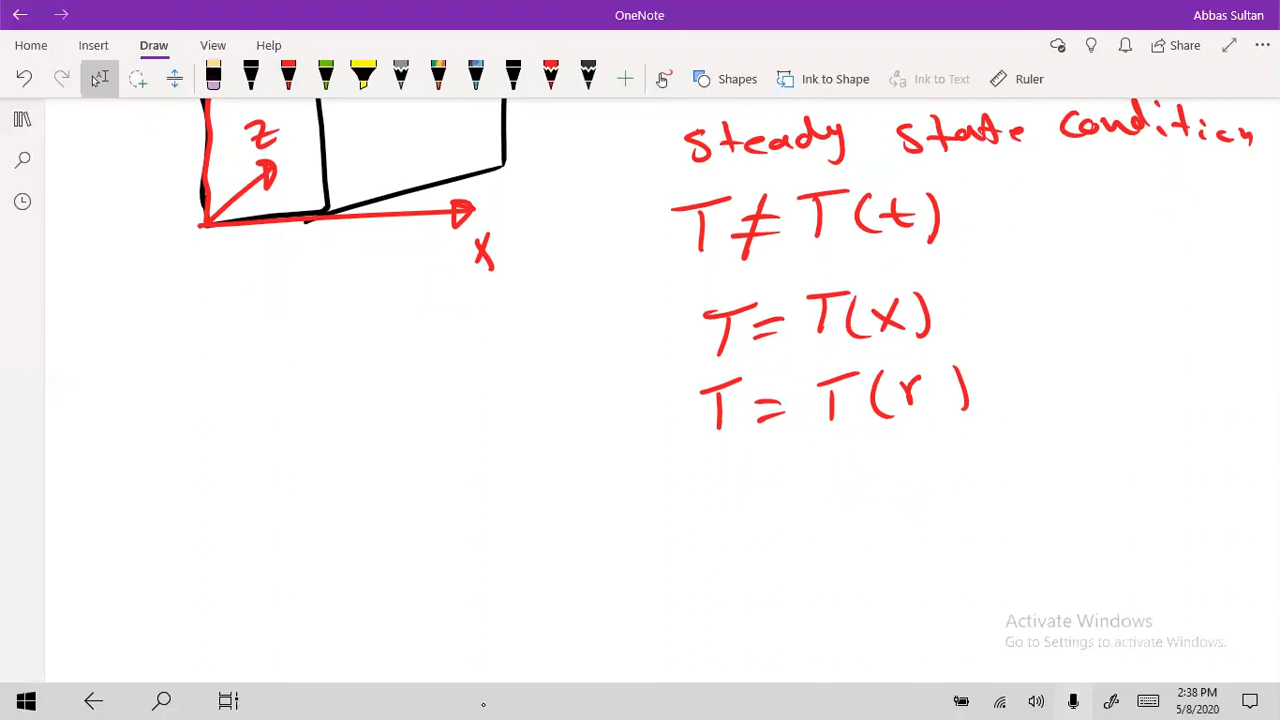 OneNote
Abbas Sultan
Home Insert Draw View Help Share
Shapes Ink to Shape Ink to Text Ruler
steady state condition
z
T ≠ T(t)
x
T = T(x)
T = T(r )
Activate Windows
Go to Settings to activate Windows.
2:38 PM
5/8/2020